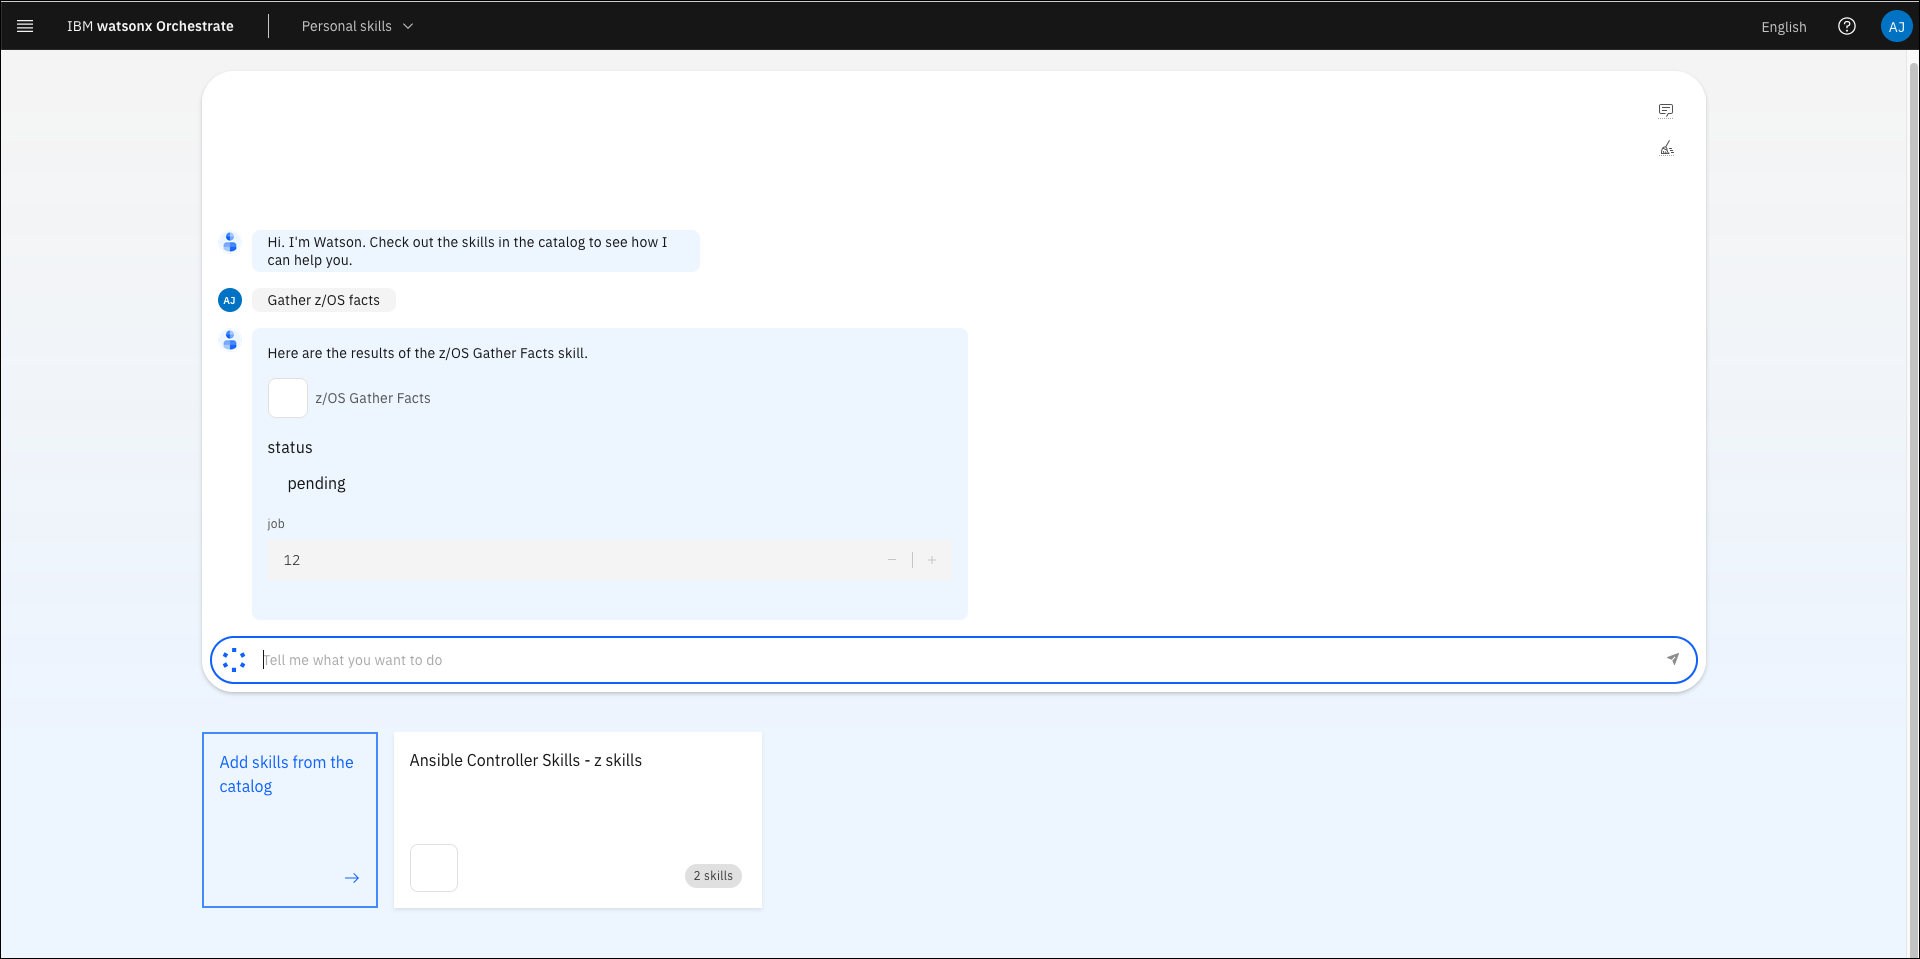 IBM watsonx Orchestrate
Personal skills
English
AJ
Hi. I'm Watson. Check out the skills in the catalog to see how I
can help you.
AJ
Gather z/OS facts
Here are the results of the z/OS Gather Facts skill.
z/OS Gather Facts
status
pending
job
12
Tell me what you want to do
Add skills from the
catalog
Ansible Controller Skills - z skills
2 skills